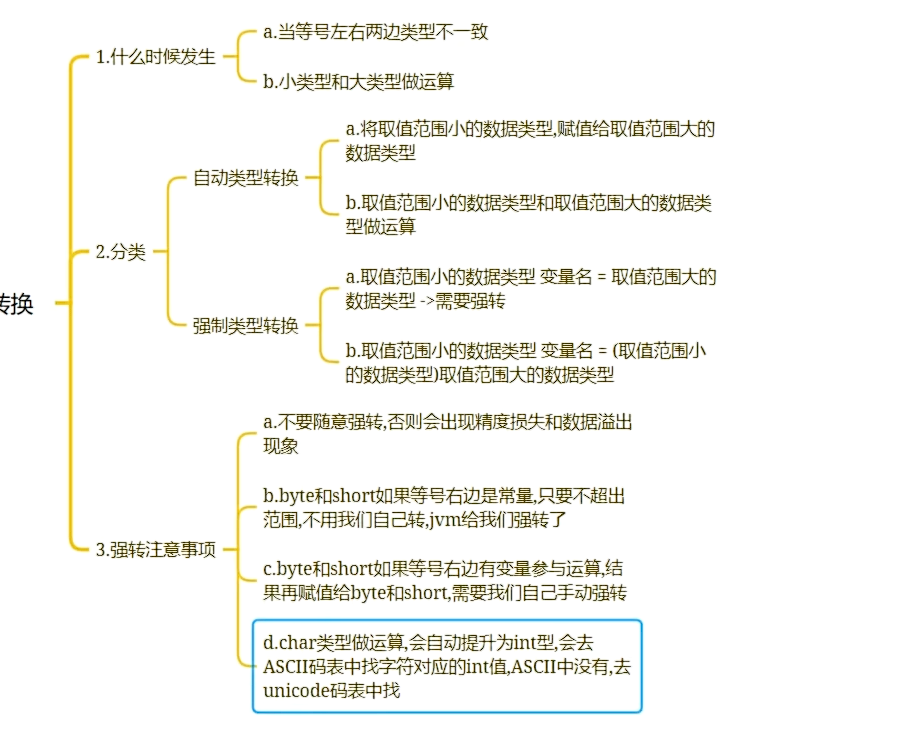 转换
1.什么时候发生
a.当等号左右两边类型不一致
b.小类型和大类型做运算
2.分类
自动类型转换
a.将取值范围小的数据类型,赋值给取值范围大的
数据类型
b.取值范围小的数据类型和取值范围大的数据类
型做运算
强制类型转换
a.取值范围小的数据类型 变量名 = 取值范围大的
数据类型 ->需要强转
b.取值范围小的数据类型 变量名 = (取值范围小
的数据类型)取值范围大的数据类型
3.强转注意事项
a.不要随意强转,否则会出现精度损失和数据溢出
现象
b.byte和short如果等号右边是常量,只要不超出
范围,不用我们自己转,jvm给我们强转了
c.byte和short如果等号右边有变量参与运算,结
果再赋值给byte和short,需要我们自己手动强转
d.char类型做运算,会自动提升为int型,会去
ASCII码表中找字符对应的int值,ASCII中没有,去
unicode码表中找